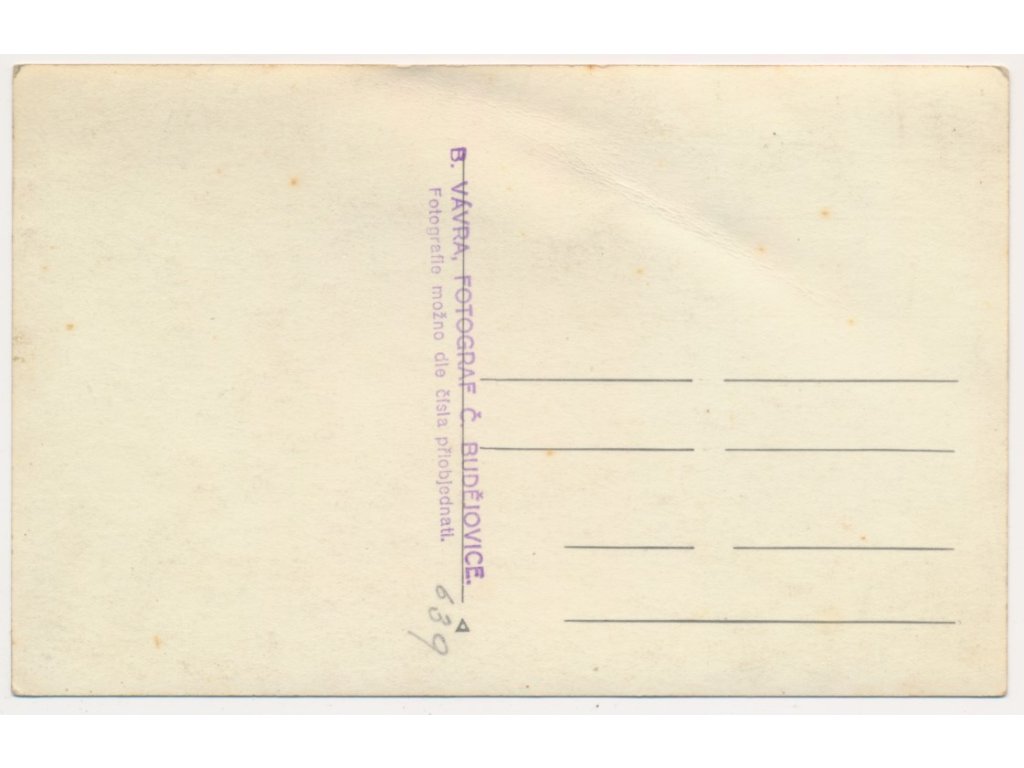 B. VÁVRA, FOTOGRAF Č. BUDĚJOVICE.
Fotografie možno dle čísla přiobjednati.
639